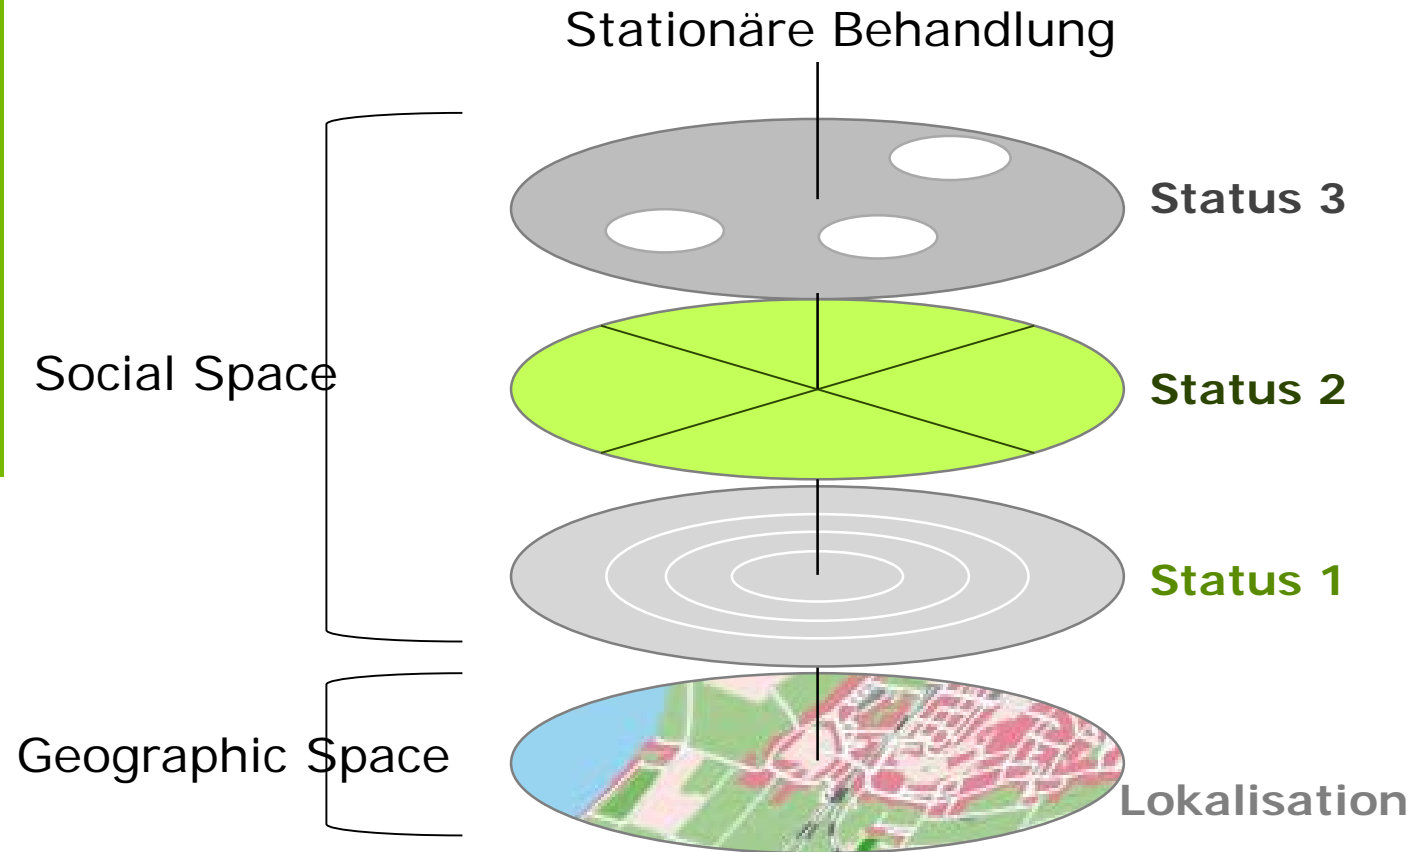 Stationäre Behandlung
Status 3
Social Space
Status 2
Status 1
Geographic Space
Lokalisation